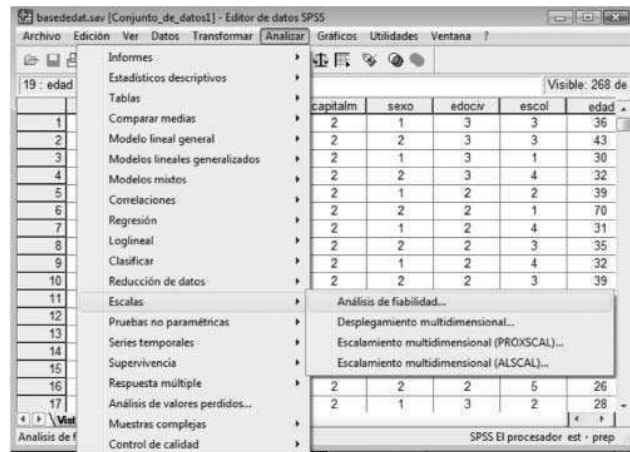 basededat.sav [Conjunto_de_datos1] - Editor de datos SPSS
Archivo Edición Ver Datos Transformar Analizar Gráficos Utilidades Ventana ?
19 : edad Visible: 268 de
Informes
Estadísticos descriptivos
Tablas
Comparar medias
Modelo lineal general
Modelos lineales generalizados
Modelos mixtos
Correlaciones
Regresión
Loglineal
Clasificar
Reducción de datos
Escalas
Pruebas no paramétricas
Series temporales
Supervivencia
Respuesta múltiple
Análisis de valores perdidos...
Muestras complejas
Control de calidad
Análisis de fiabilidad...
Desplegamiento multidimensional...
Escalamiento multidimensional (PROXSCAL)...
Escalamiento multidimensional (ALSCAL)...
capitalm sexo edociv escol edad
1 2 1 3 3 36
2 2 2 3 3 43
3 2 1 3 1 30
4 2 2 3 4 32
5 2 1 2 2 39
6 2 2 2 1 70
7 2 1 2 4 31
8 2 2 2 3 35
9 2 1 2 4 32
10 2 2 2 3 39
11
12
13
14
15
16 2 2 2 5 26
17 2 1 3 2 28
Vist
Analisis de f SPSS El procesador est - prep